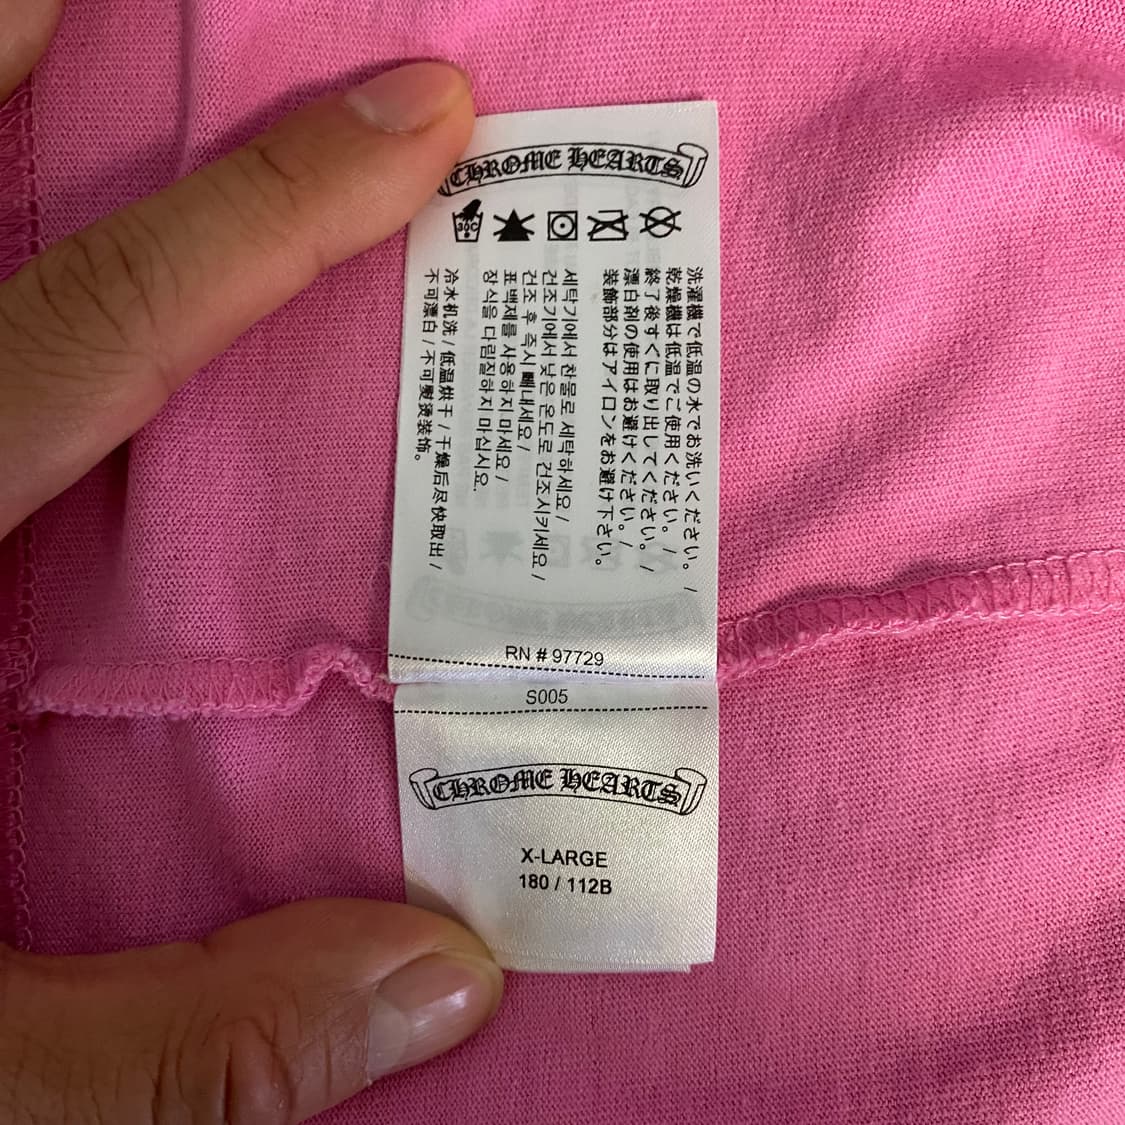 CHROME HEARTS
30C
洗濯機で低温の水でお洗いください。/
乾燥機は低温でご使用ください。/
終了後すぐに取り出してください。/
漂白剤の使用はお避けください。/
装飾部分はアイロンをお避け下さい。
세탁기에서 찬물로 세탁하세요/
건조기에서 낮은 온도로 건조시키세요/
건조 후 즉시 빼내세요/
표백제를 사용하지 마세요/
장식을 다림질하지 마십시요.
冷水机洗/低温烘干/干燥后尽快取出/
不可漂白/不可熨烫装饰。
RN # 97729
S005
CHROME HEARTS
X-LARGE
180 / 112B